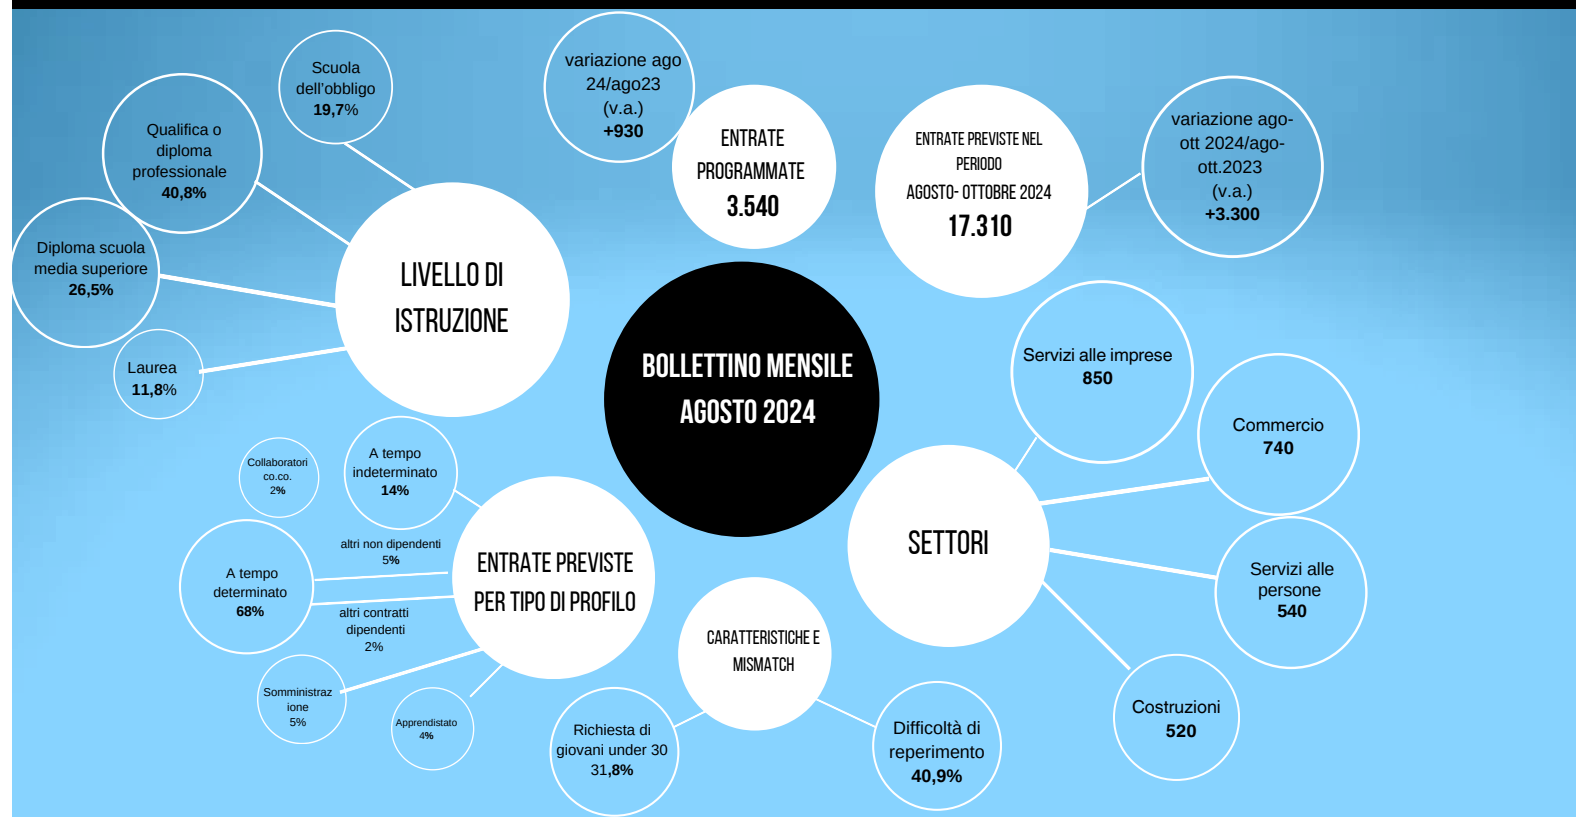 Scuola
dell'obbligo
19,7%
Qualifica o
diploma
professionale
40,8%
Diploma scuola
media superiore
26,5%
Laurea
11,8%
LIVELLO DI
ISTRUZIONE
variazione ago
24/ago23
(v.a.)
+930
ENTRATE
PROGRAMMATE
3.540
ENTRATE PREVISTE NEL
PERIODO
AGOSTO- OTTOBRE 2024
17.310
variazione ago-
ott 2024/ago-
ott.2023
(v.a.)
+3.300
BOLLETTINO MENSILE
AGOSTO 2024
Servizi alle imprese
850
Commercio
740
SETTORI
Servizi alle
persone
540
Costruzioni
520
Collaboratori
co.co.
2%
A tempo
indeterminato
14%
altri non dipendenti
5%
A tempo
determinato
68%
altri contratti
dipendenti
2%
ENTRATE PREVISTE
PER TIPO DI PROFILO
Somministraz
ione
5%
Apprendistato
4%
CARATTERISTICHE E
MISMATCH
Richiesta di
giovani under 30
31,8%
Difficoltà di
reperimento
40,9%